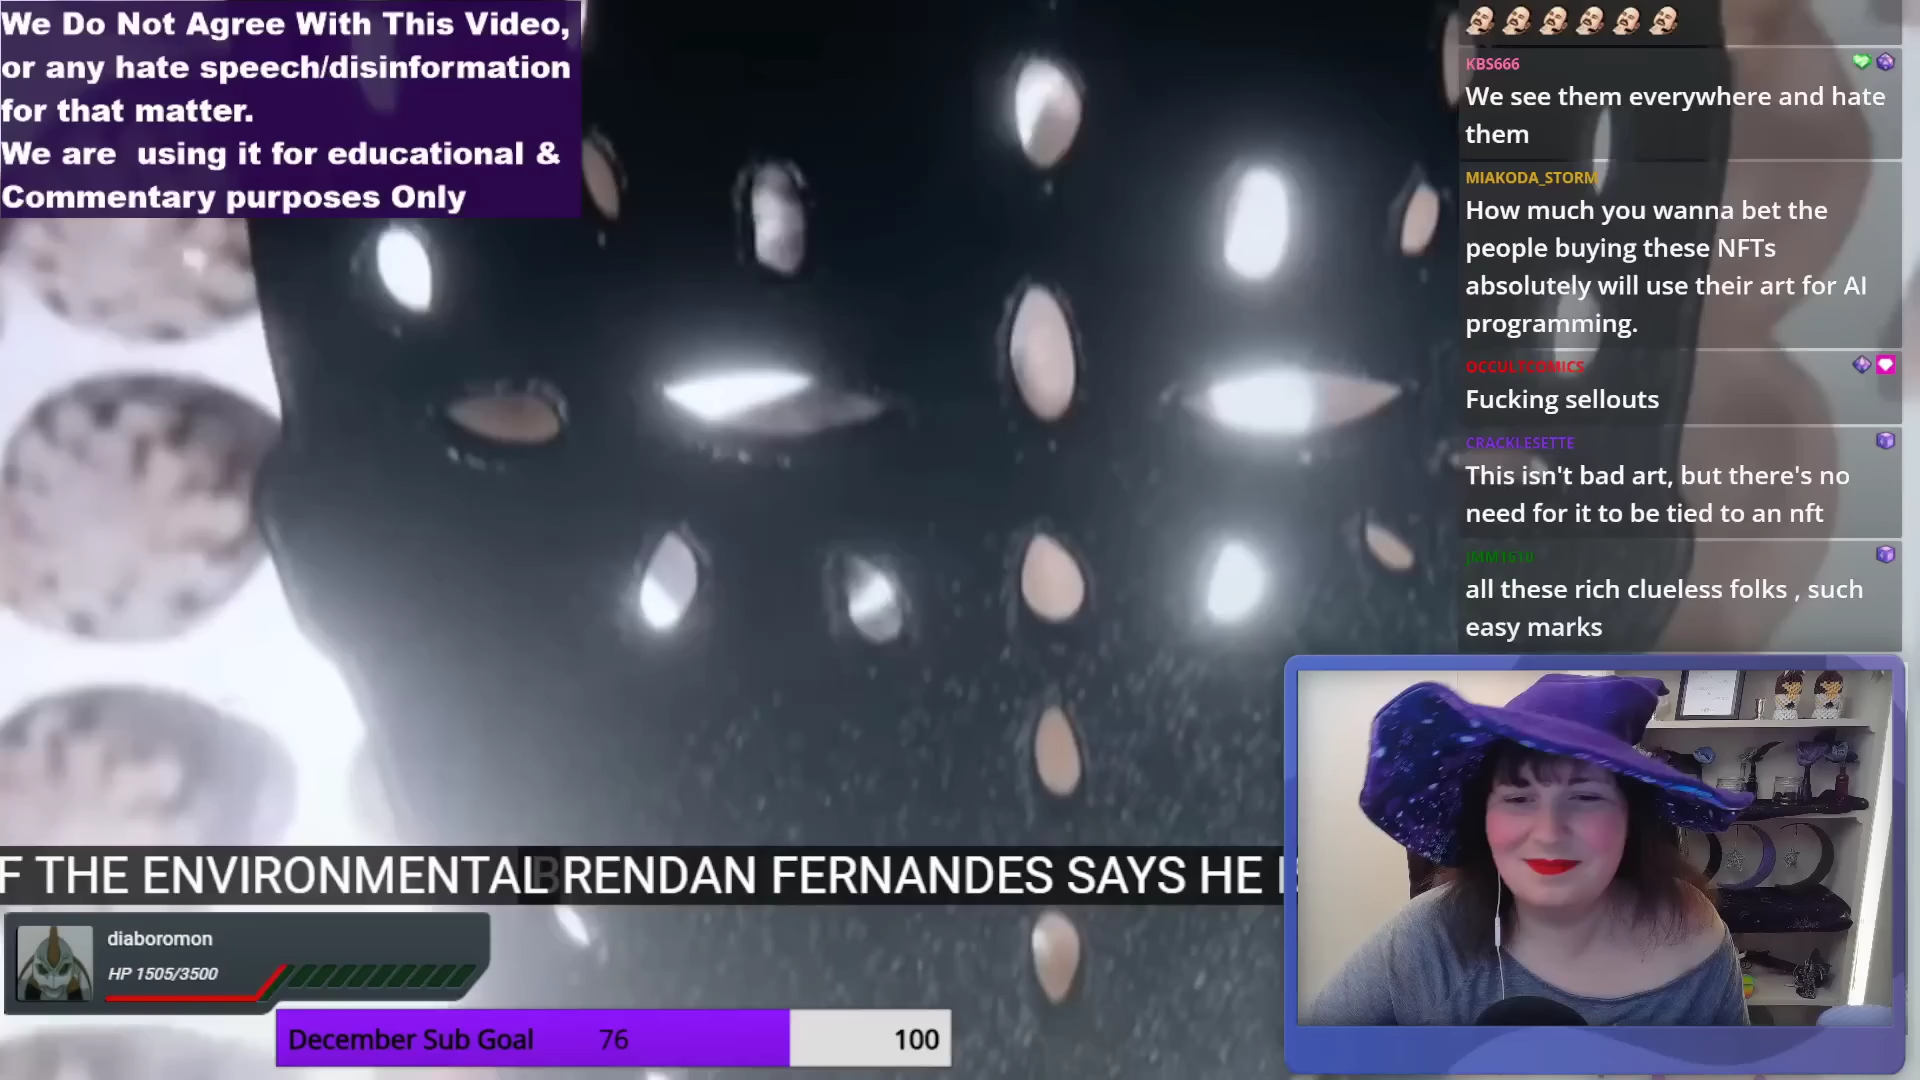 We Do Not Agree With This Video,
or any hate speech/disinformation
for that matter.
We are  using it for educational &
Commentary purposes Only
KBS666
We see them everywhere and hate
them
MIAKODA_STORM
How much you wanna bet the
people buying these NFTs
absolutely will use their art for AI
programming.
OCCULTCOMICS
Fucking sellouts
CRACKLESETTE
This isn't bad art, but there's no
need for it to be tied to an nft
JMM1610
all these rich clueless folks , such
easy marks
F THE ENVIRONMENTAL BRENDAN FERNANDES SAYS HE
diaboromon
HP 1505/3500
December Sub Goal 76 100